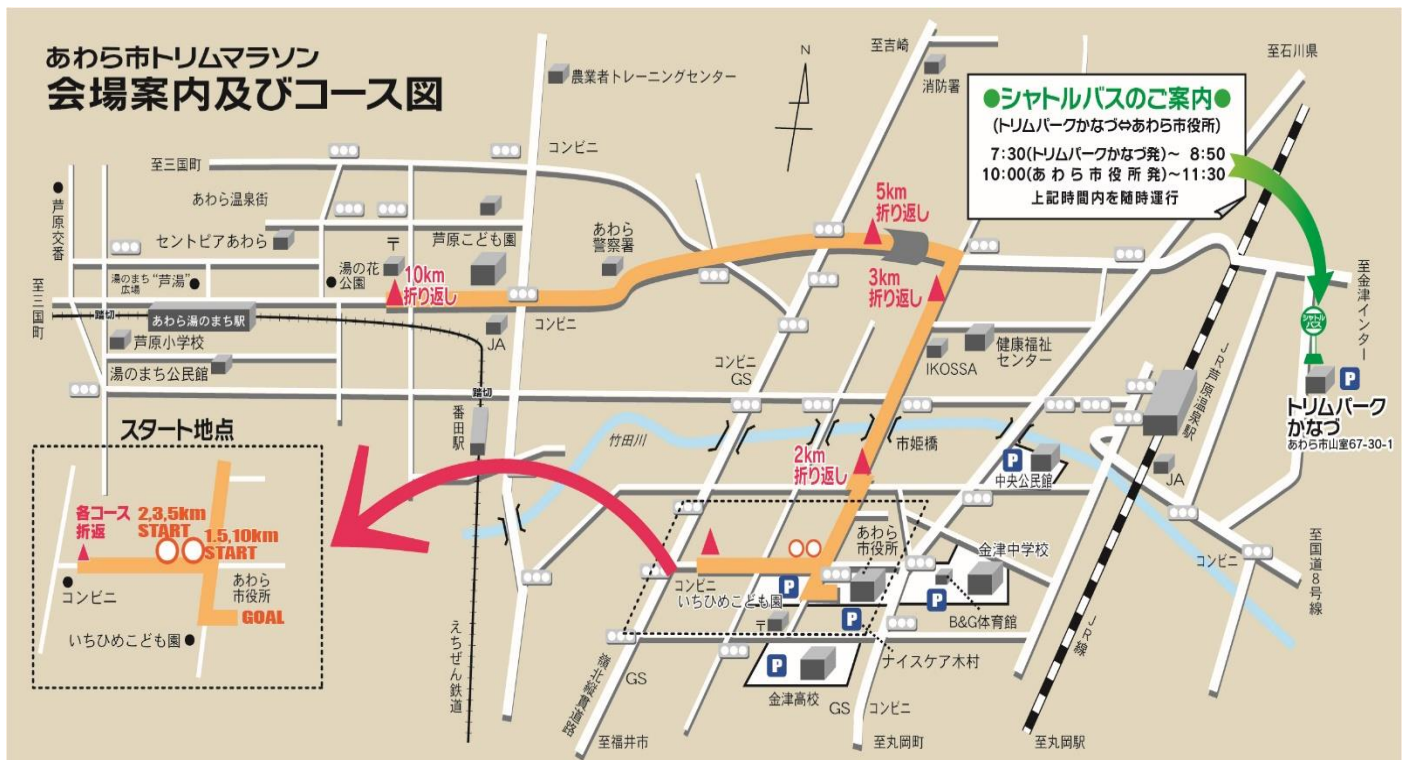 あわら市トリムマラソン
会場案内及びコース図
N
至吉崎
消防署
至石川県
農業者トレーニングセンター
●シャトルバスのご案内●
(トリムパークかなづ⇔あわら市役所)
7:30(トリムパークかなづ発)～ 8:50
10:00(あわら市役所発)～11:30
上記時間内を随時運行
コンビニ
至三国町
芦原交番
あわら温泉街
セントピアあわら
湯のまち“芦湯”
広場
湯の花
公園
〒
芦原こども園
あわら
警察署
5km
折り返し
3km
折り返し
10km
折り返し
至三国町
踏切
あわら湯のまち駅
芦原小学校
湯のまち公民館
JA
コンビニ
踏切
番田駅
コンビニ
GS
IKOSSA
健康福祉
センター
JR芦原温泉駅
至金津インター
シャトル
バス
P
トリムパーク
かなづ
あわら市山室67-30-1
竹田川
市姫橋
2km
折り返し
P
中央公民館
JA
コンビニ
至国道8号線
スタート地点
各コース
折返
2,3,5km
START
1.5,10km
START
コンビニ
あわら
市役所
GOAL
いちひめこども園
えちぜん鉄道
コンビニ
いちひめこども園
P
あわら
市役所
金津中学校
P
B&G体育館
P
ナイスケア木村
〒
P
金津高校
GS
嶺北縦貫道路
GS
コンビニ
JR線
至福井市
至丸岡町
至丸岡駅